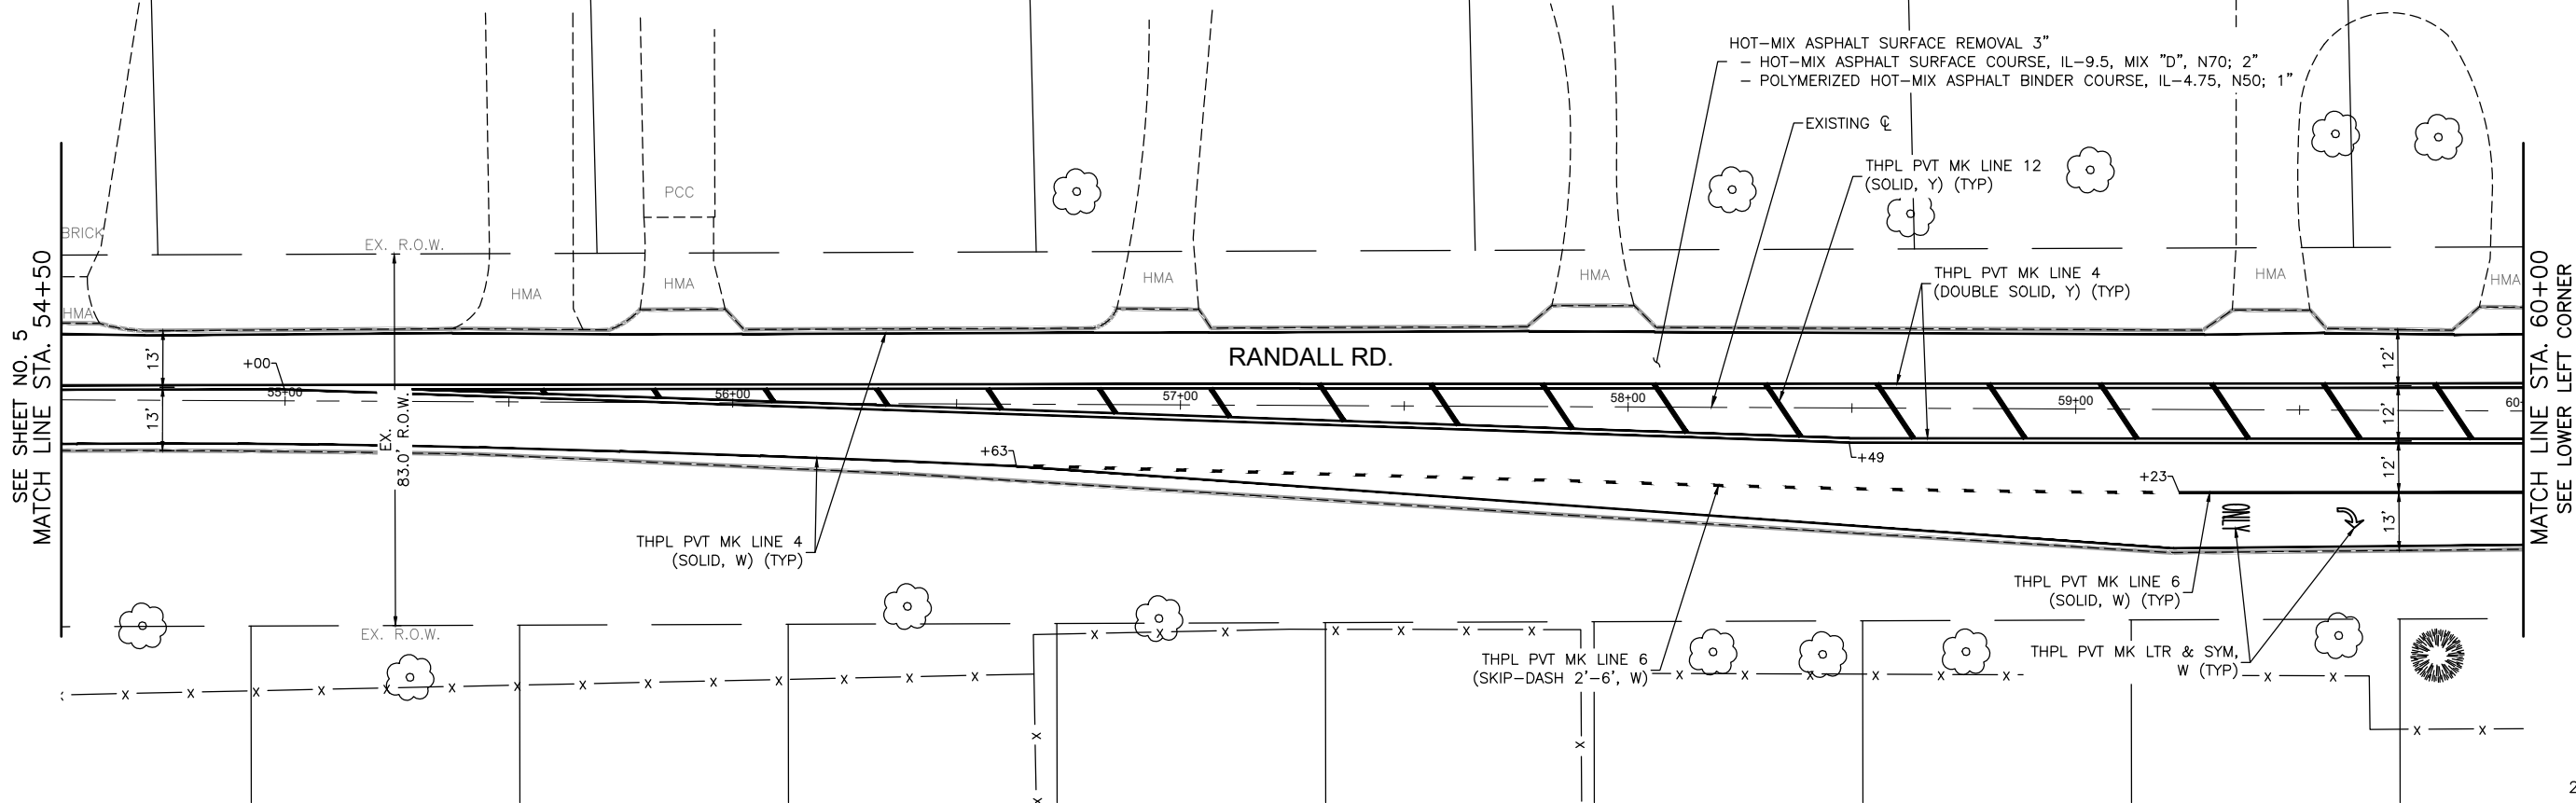 HOT-MIX ASPHALT SURFACE REMOVAL 3"
- HOT-MIX ASPHALT SURFACE COURSE, IL-9.5, MIX "D", N70; 2"
- POLYMERIZED HOT-MIX ASPHALT BINDER COURSE, IL-4.75, N50; 1"
EXISTING ℄
THPL PVT MK LINE 12
(SOLID, Y) (TYP)
PCC
BRICK
EX. R.O.W.
HMA
HMA
HMA
HMA
HMA
HMA
HMA
THPL PVT MK LINE 4
(DOUBLE SOLID, Y) (TYP)
SEE SHEET NO. 5
MATCH LINE STA. 54+50
MATCH LINE STA. 60+00
SEE LOWER LEFT CORNER
RANDALL RD.
13'
13'
+00
55+00
56+00
57+00
58+00
59+00
60
12'
12'
12'
13'
EX.
83.0' R.O.W.
+63
+49
+23
ONLY
THPL PVT MK LINE 4
(SOLID, W) (TYP)
THPL PVT MK LINE 6
(SOLID, W) (TYP)
EX. R.O.W.
THPL PVT MK LINE 6
(SKIP-DASH 2'-6', W)
THPL PVT MK LTR & SYM,
W (TYP)
2